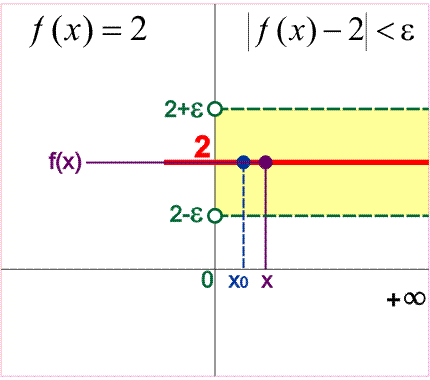 f(x) = 2
|f(x) − 2| < ε
2+ε
2
f(x)
2-ε
0
x₀
x
+∞